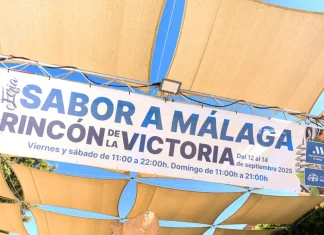 Feria
SABOR A MÁLAGA
RINCÓN DE LA VICTORIA
Del 12 al 14
de septiembre 2025
Viernes y sábado de 11:00 a 22:00h. Domingo de 11:00h a 21:00h